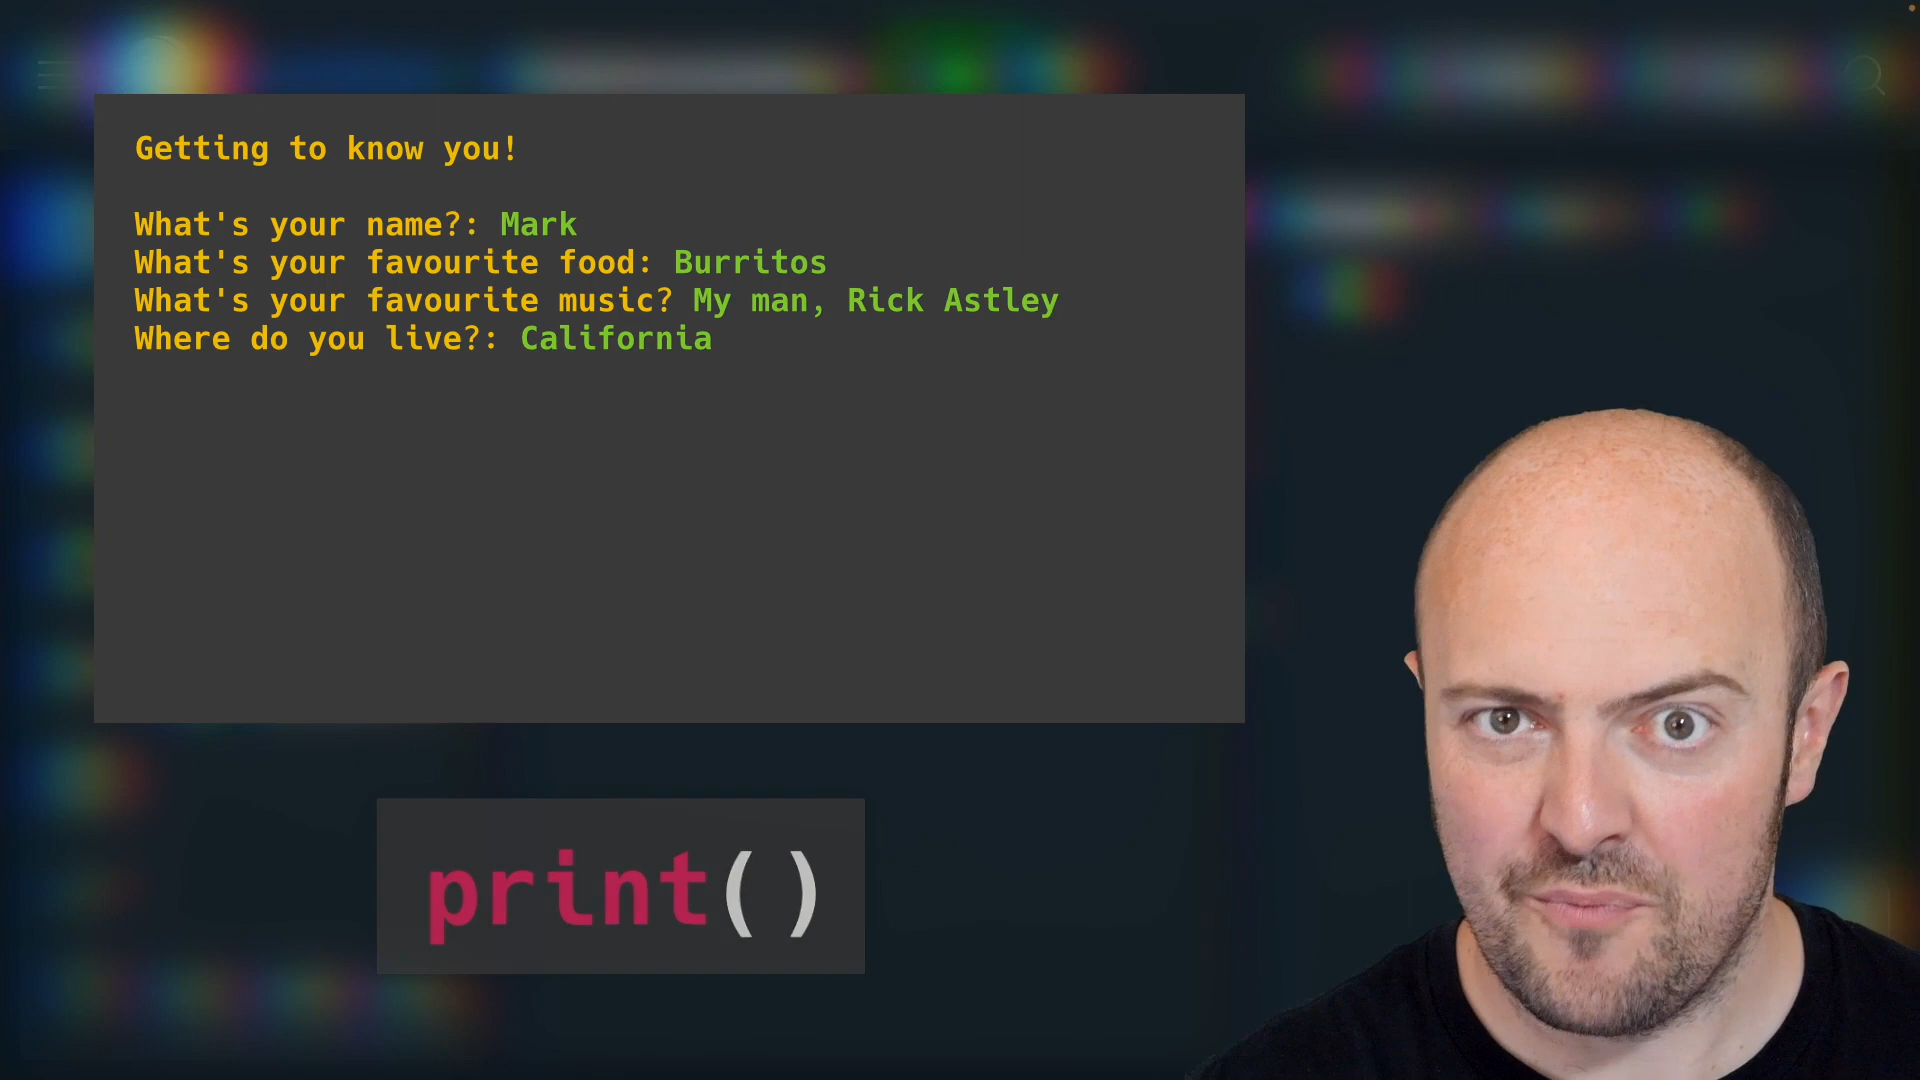 Getting to know you!
What's your name?: Mark
What's your favourite food: Burritos
What's your favourite music? My man, Rick Astley
Where do you live?: California
print()